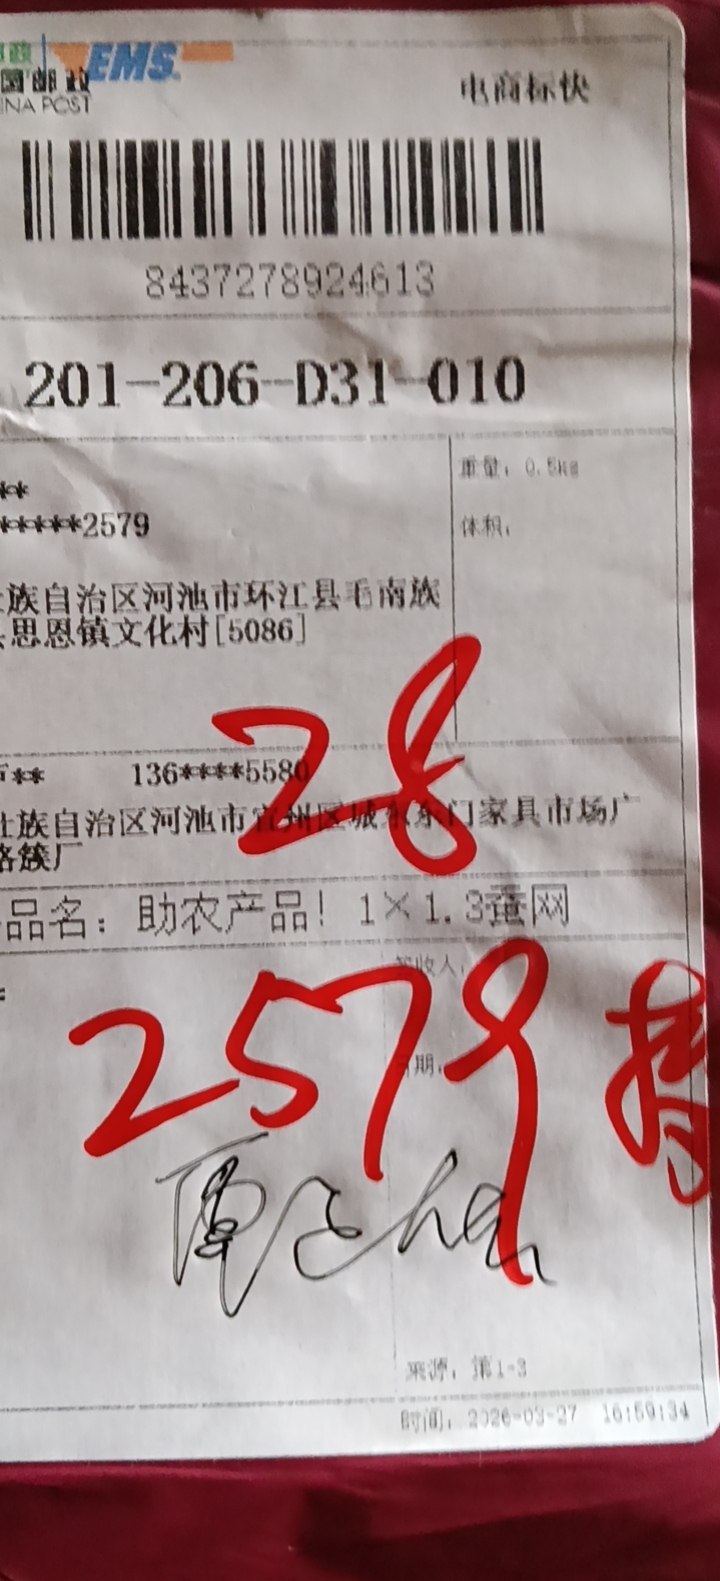 邮政
国邮政
INA POST
EMS
电商标快
8437278924613
201-206-D31-010
重量: 0.5kg
**
*****2579
体积:
族自治区河池市环江县毛南族
思恩镇文化村[5086]
28
** 136****5580
壮族自治区河池市宜州区城东东门家具市场广
格簇厂
品名: 助农产品! 1×1.3蚕网
签收人:
2579
日期:
来源: 第1-3
时间: 2026-03-27 16:59:34